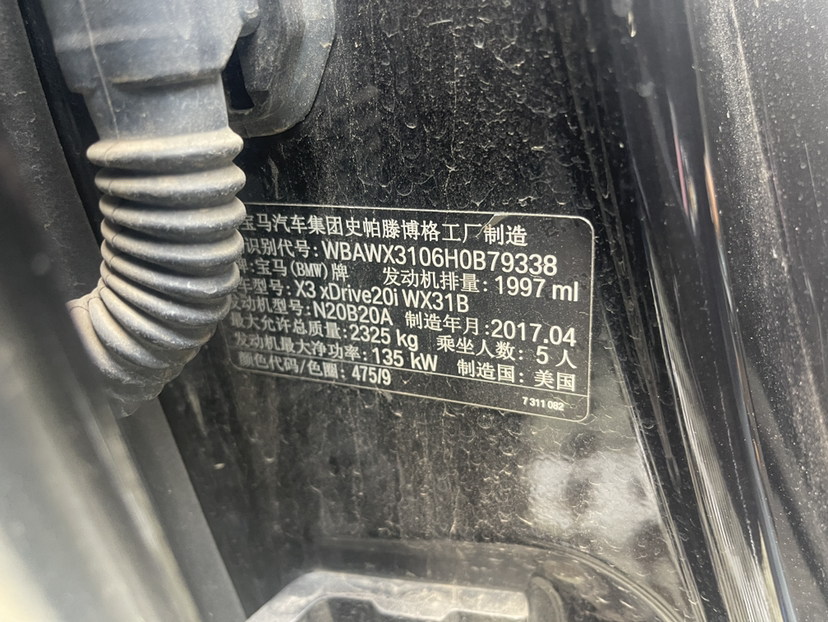 宝马汽车集团史帕滕博格工厂制造
识别代号: WBAWX3106H0B79338
牌: 宝马(BMW)牌 发动机排量: 1997 ml
车型号: X3 xDrive20i WX31B
发动机型号: N20B20A 制造年月: 2017.04
最大允许总质量: 2325 kg 乘坐人数: 5 人
发动机最大净功率: 135 kW 制造国: 美国
颜色代码/色圈: 475/9
7 311 082